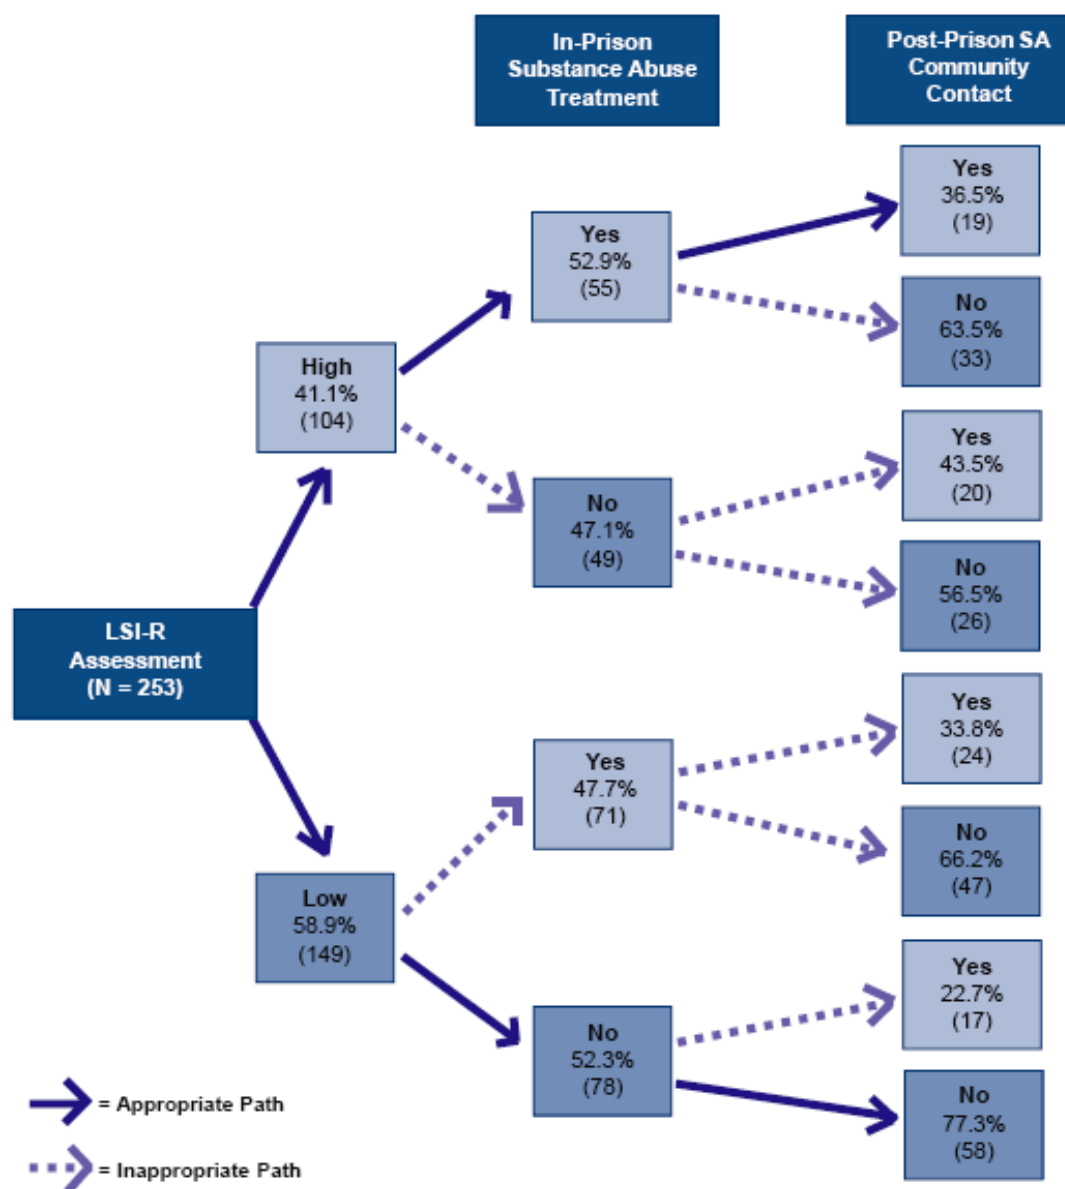 In-Prison
Substance Abuse
Treatment
Post-Prison SA
Community
Contact
Yes
36.5%
(19)
Yes
52.9%
(55)
No
63.5%
(33)
High
41.1%
(104)
Yes
43.5%
(20)
No
47.1%
(49)
No
56.5%
(26)
LSI-R
Assessment
(N = 253)
Yes
33.8%
(24)
Yes
47.7%
(71)
No
66.2%
(47)
Low
58.9%
(149)
Yes
22.7%
(17)
No
52.3%
(78)
No
77.3%
(58)
= Appropriate Path
= Inappropriate Path